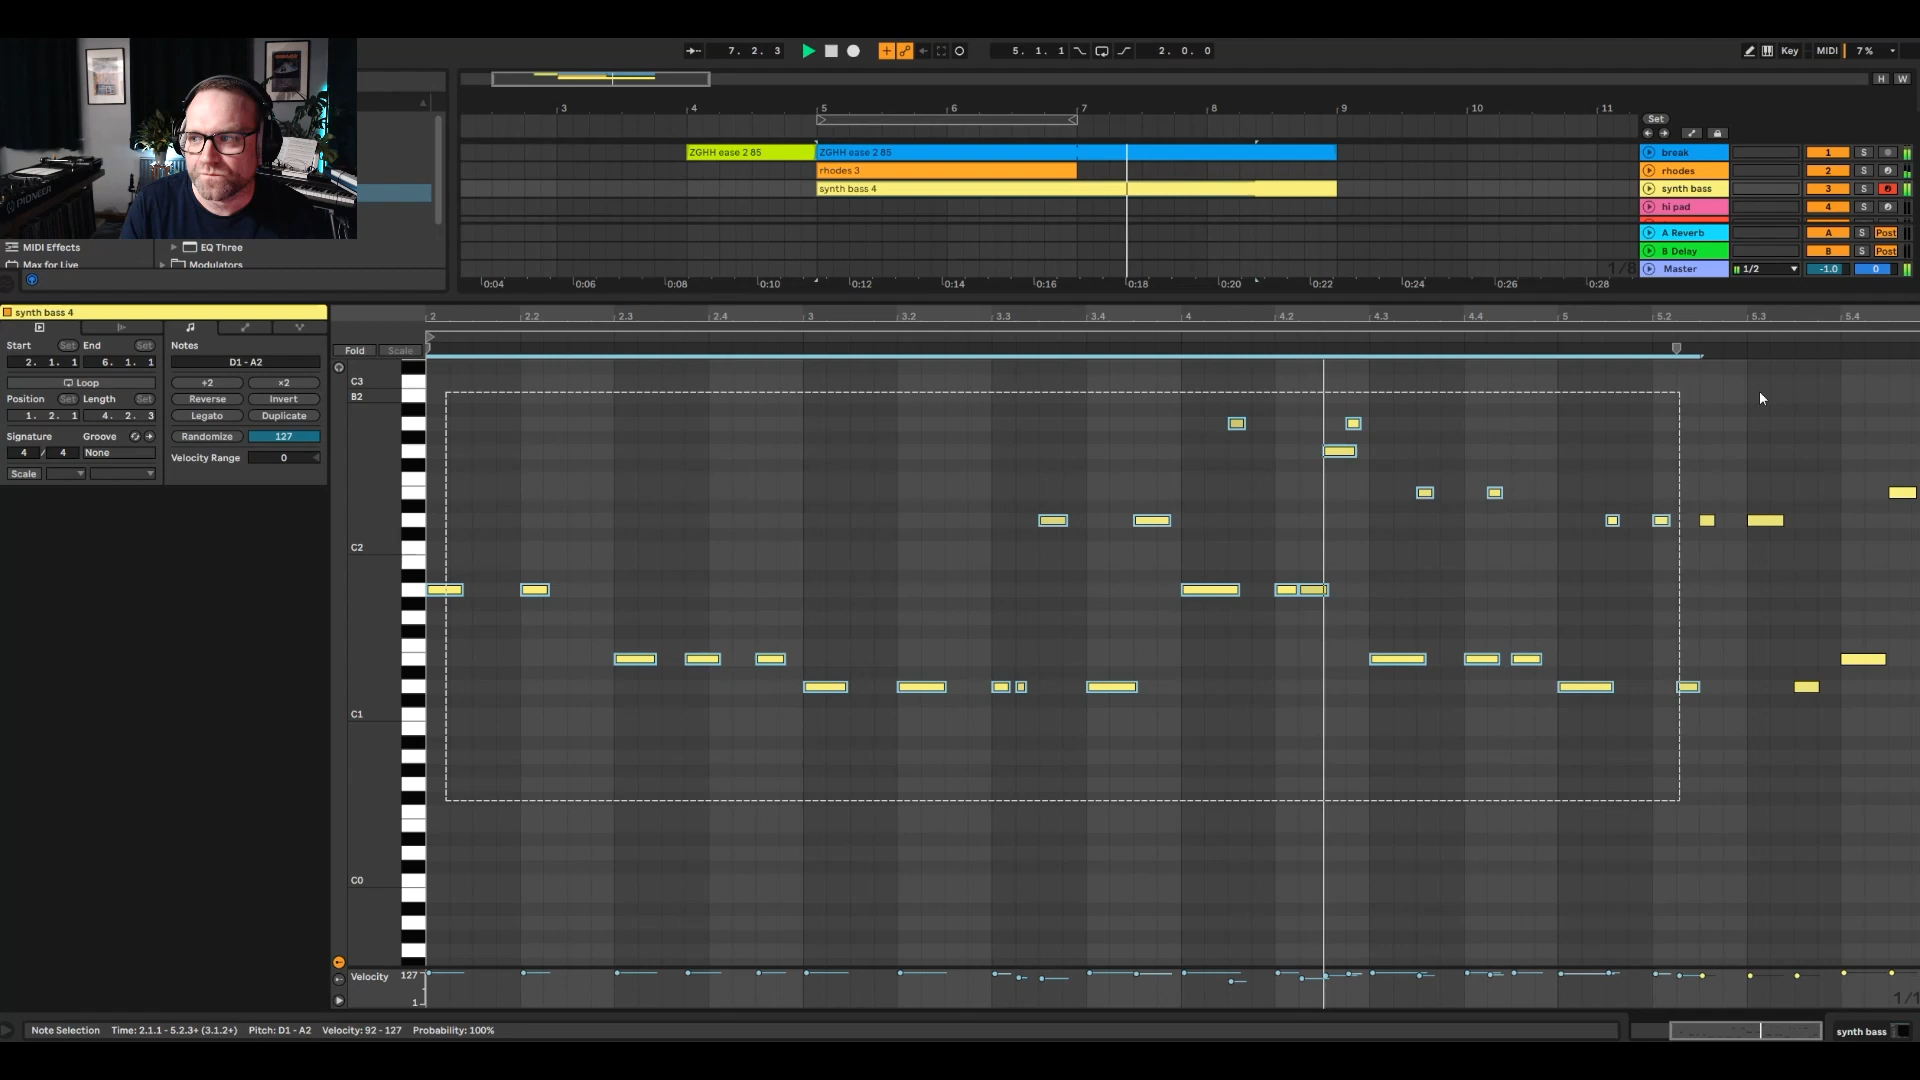 7. 2. 3
5. 1. 1
2. 0. 0
Key MIDI 7 %
H W
3 4 5 6 7 8 9 10 11
Set
ZGHH ease 2 85 ZGHH ease 2 85 break 1 S
rhodes 3 rhodes 2 S
synth bass 4 synth bass 3 S
hi pad 4 S
A Reverb A S Post
B Delay B S Post
1/8 Master 1/2 -1.0 0
0:04 0:06 0:08 0:10 0:12 0:14 0:16 0:18 0:20 0:22 0:24 0:26 0:28
PIONEER
MIDI Effects EQ Three
Max for Live Modulators
synth bass 4
2 2.2 2.3 2.4 3 3.2 3.3 3.4 4 4.2 4.3 4.4 5 5.2 5.3 5.4
Start Set End Set Notes
2. 1. 1 6. 1. 1 D1 - A2
Fold Scale
Loop ÷2 ×2
Position Set Length Set Reverse Invert
1. 2. 1 4. 2. 3 Legato Duplicate
Signature Groove Randomize 127
4 / 4 None Velocity Range 0
Scale
C3
B2
C2
C1
C0
Velocity 127
1
1/1
Note Selection Time: 2.1.1 - 5.2.3+ (3.1.2+) Pitch: D1 - A2 Velocity: 92 - 127 Probability: 100%
synth bass